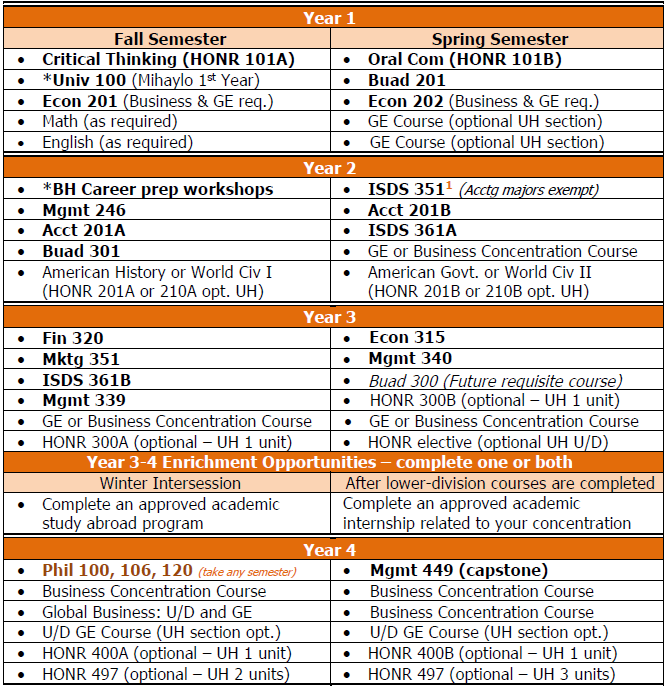 Year 1
Fall Semester
Spring Semester
• Critical Thinking (HONR 101A)
• *Univ 100 (Mihaylo 1st Year)
• Econ 201 (Business & GE req.)
• Math (as required)
• English (as required)
• Oral Com (HONR 101B)
• Buad 201
• Econ 202 (Business & GE req.)
• GE Course (optional UH section)
• GE Course (optional UH section)
Year 2
• *BH Career prep workshops
• Mgmt 246
• Acct 201A
• Buad 301
• American History or World Civ I
(HONR 201A or 210A opt. UH)
• ISDS 351¹ (Acctg majors exempt)
• Acct 201B
• ISDS 361A
• GE or Business Concentration Course
• American Govt. or World Civ II
(HONR 201B or 210B opt. UH)
Year 3
• Fin 320
• Mktg 351
• ISDS 361B
• Mgmt 339
• GE or Business Concentration Course
• HONR 300A (optional – UH 1 unit)
• Econ 315
• Mgmt 340
• Buad 300 (Future requisite course)
• HONR 300B (optional – UH 1 unit)
• GE or Business Concentration Course
• HONR elective (optional UH U/D)
Year 3-4 Enrichment Opportunities – complete one or both
Winter Intersession
After lower-division courses are completed
• Complete an approved academic
study abroad program
Complete an approved academic
internship related to your concentration
Year 4
• Phil 100, 106, 120 (take any semester)
• Business Concentration Course
• Global Business: U/D and GE
• U/D GE Course (UH section opt.)
• HONR 400A (optional – UH 1 unit)
• HONR 497 (optional – UH 2 units)
• Mgmt 449 (capstone)
• Business Concentration Course
• Business Concentration Course
• U/D GE Course (UH section opt.)
• HONR 400B (optional – UH 1 unit)
• HONR 497 (optional – UH 3 units)